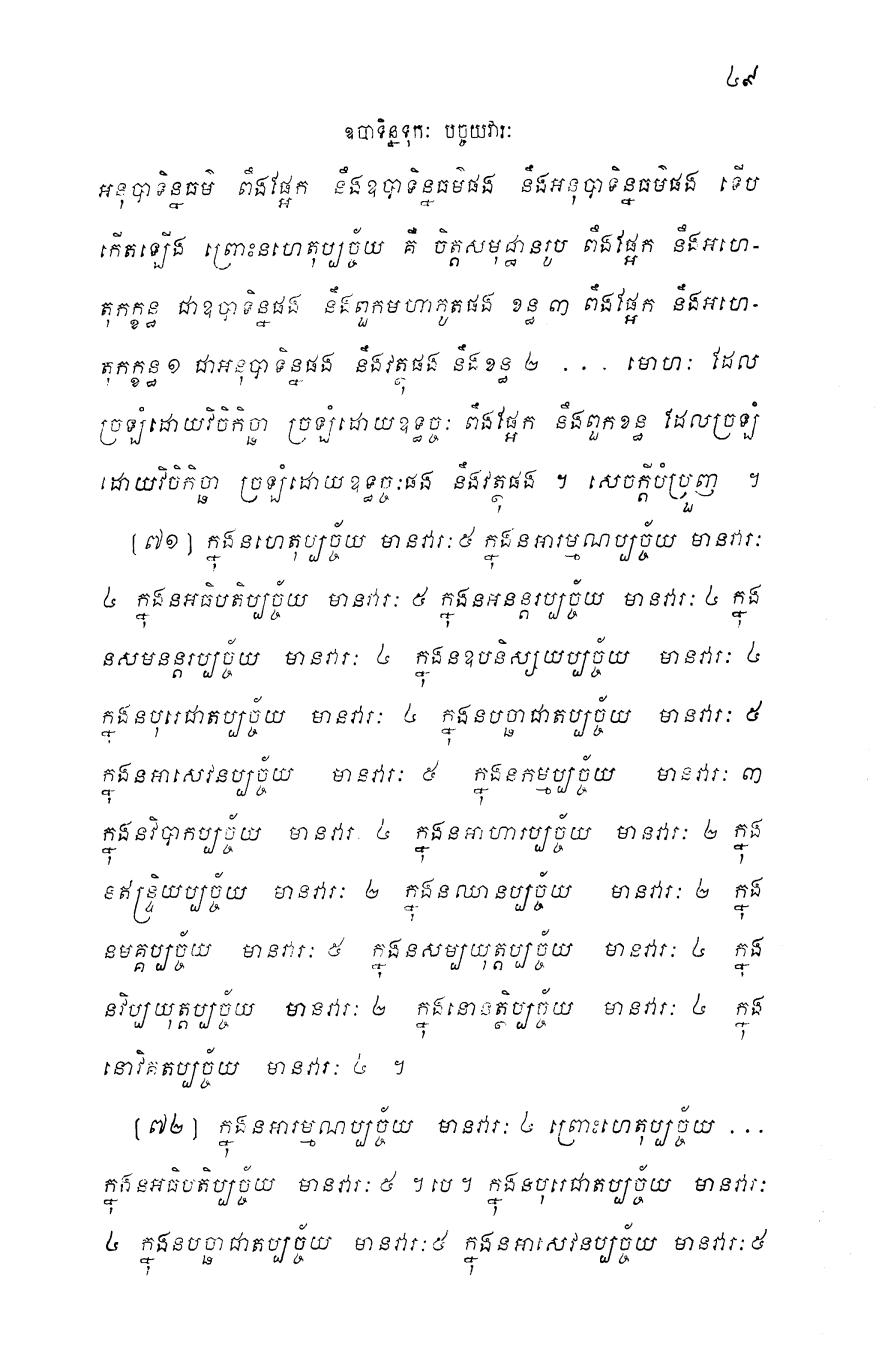 ៤៩
ឧបាទិន្នទុកៈ បច្ចយវារៈ
អនុបាទិន្នធម៌ ពឹងផ្អែក នឹងឧបាទិន្នធម៌ផង នឹងអនុបាទិន្នធម៌ផង ទើប
កើតឡើង ព្រោះនហេតុប្បច្ច័យ គឺ ចិត្តសមុដ្ឋានរូប ពឹងផ្អែក នឹងអហេ-
តុកក្ខន្ធ ជាឧបាទិន្នផង នឹងពួកមហាភូតផង ខន្ធ ៣ ពឹងផ្អែក នឹងអហេ-
តុកក្ខន្ធ ១ ជាអនុបាទិន្នផង នឹងវត្ថុផង នឹងខន្ធ ២ ... មោហៈ ដែល
ច្រឡំដោយវិចិកិច្ឆា ច្រឡំដោយឧទ្ធច្ចៈ ពឹងផ្អែក នឹងពួកខន្ធ ដែលច្រឡំ
ដោយវិចិកិច្ឆា ច្រឡំដោយឧទ្ធច្ចៈផង នឹងវត្ថុផង ។ សេចក្តីបំប្រួញ ។
(៧១) ក្នុងនហេតុប្បច្ច័យ មានវារៈ ៥ ក្នុងនអារម្មណប្បច្ច័យ មានវារៈ
៤ ក្នុងនអធិបតិប្បច្ច័យ មានវារៈ ៥ ក្នុងនអនន្តរប្បច្ច័យ មានវារៈ ៤ ក្នុង
នសមនន្តរប្បច្ច័យ មានវារៈ ៤ ក្នុងនឧបនិស្សយប្បច្ច័យ មានវារៈ ៤
ក្នុងនបុរេជាតប្បច្ច័យ មានវារៈ ៤ ក្នុងនបច្ឆាជាតប្បច្ច័យ មានវារៈ ៥
ក្នុងនអាសេវនប្បច្ច័យ មានវារៈ ៥ ក្នុងនកម្មប្បច្ច័យ មានវារៈ ៣
ក្នុងនវិបាកប្បច្ច័យ មានវារៈ ៤ ក្នុងនអាហារប្បច្ច័យ មានវារៈ ២ ក្នុង
នឥន្ទ្រិយប្បច្ច័យ មានវារៈ ២ ក្នុងនឈានប្បច្ច័យ មានវារៈ ២ ក្នុង
នមគ្គប្បច្ច័យ មានវារៈ ៥ ក្នុងនសម្បយុត្តប្បច្ច័យ មានវារៈ ៤ ក្នុង
នវិប្បយុត្តប្បច្ច័យ មានវារៈ ២ ក្នុងនោនត្ថិប្បច្ច័យ មានវារៈ ៤ ក្នុង
នោវិគតប្បច្ច័យ មានវារៈ ៤ ។
(៧២) ក្នុងនអារម្មណប្បច្ច័យ មានវារៈ ៤ ព្រោះហេតុប្បច្ច័យ ...
ក្នុងនអធិបតិប្បច្ច័យ មានវារៈ ៥ ។ បេ ។ ក្នុងនបុរេជាតប្បច្ច័យ មានវារៈ
៤ ក្នុងនបច្ឆាជាតប្បច្ច័យ មានវារៈ ៥ ក្នុងនអាសេវនប្បច្ច័យ មានវារៈ ៥